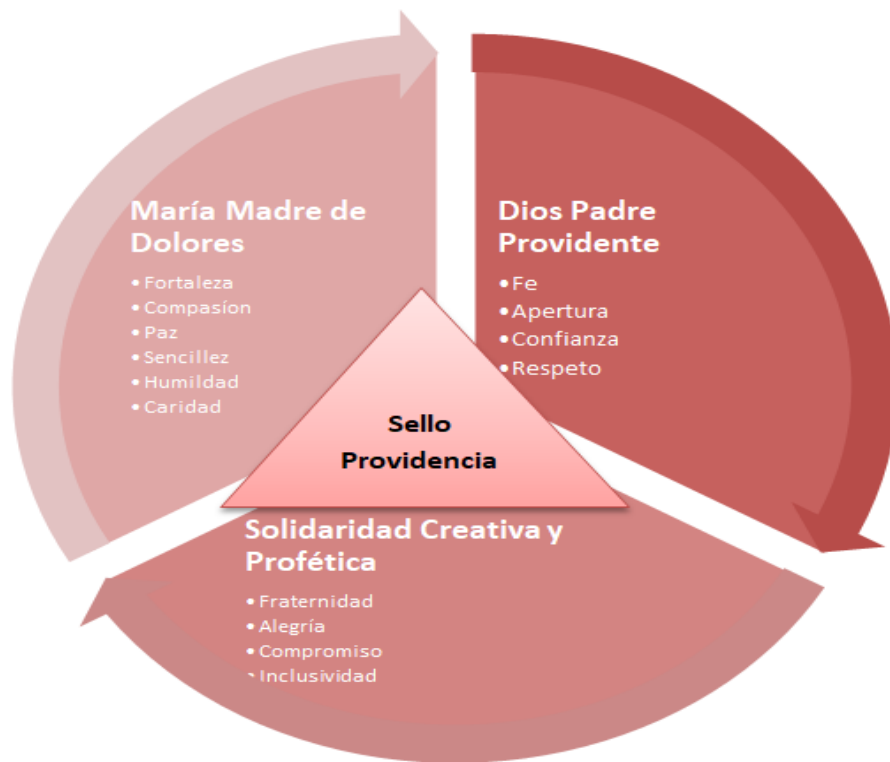 María Madre de
Dolores
• Fortaleza
• Compasíon
• Paz
• Sencillez
• Humildad
• Caridad
Dios Padre
Providente
• Fe
• Apertura
• Confianza
• Respeto
Sello
Providencia
Solidaridad Creativa y
Profética
• Fraternidad
• Alegría
• Compromiso
• Inclusividad